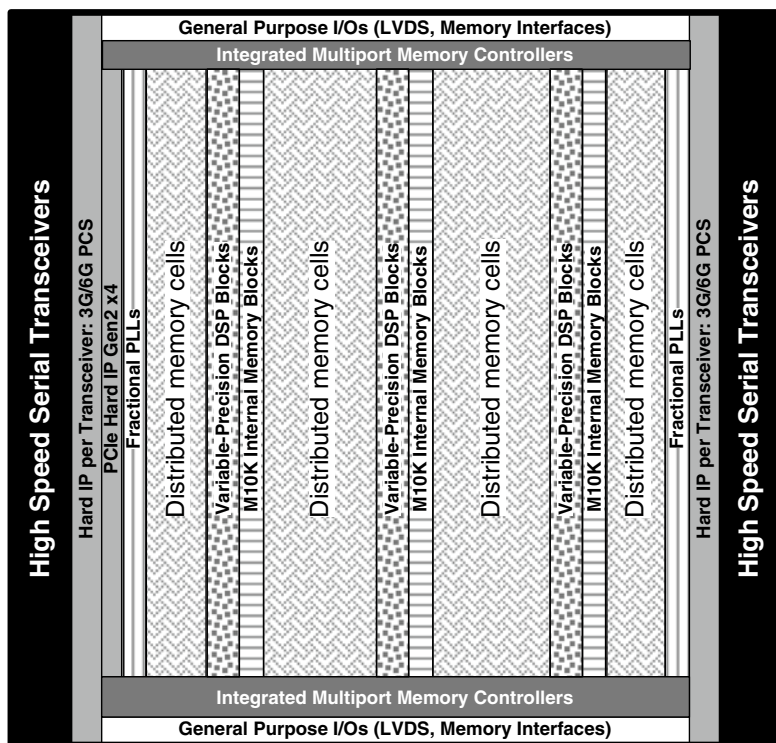 General Purpose I/Os (LVDS, Memory Interfaces)
Integrated Multiport Memory Controllers
High Speed Serial Transceivers
Hard IP per Transceiver: 3G/6G PCS
PCIe Hard IP Gen2 x4
Fractional PLLs
Distributed memory cells
Variable-Precision DSP Blocks
M10K Internal Memory Blocks
Distributed memory cells
Variable-Precision DSP Blocks
M10K Internal Memory Blocks
Distributed memory cells
Variable-Precision DSP Blocks
M10K Internal Memory Blocks
Distributed memory cells
Fractional PLLs
Hard IP per Transceiver: 3G/6G PCS
High Speed Serial Transceivers
Integrated Multiport Memory Controllers
General Purpose I/Os (LVDS, Memory Interfaces)